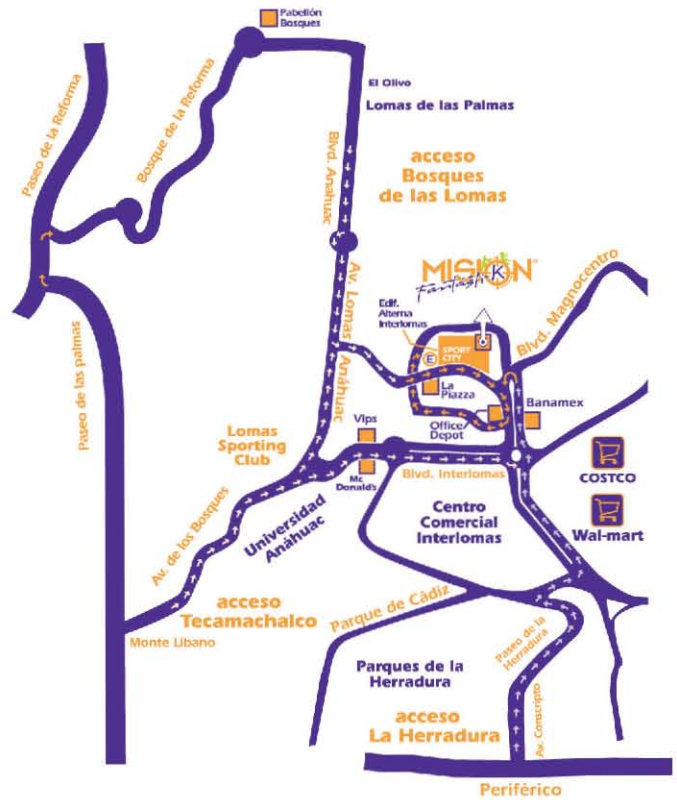 Pabellón
Bosques
El Olivo
Lomas de las Palmas
Paseo de la Reforma
Bosque de la Reforma
Blvd. Anáhuac
acceso
Bosques
de las Lomas
MISION
Fantastik
Av. Lomas Anáhuac
Edif.
Alterna
Interlomas
Blvd. Magnocentro
E
SPORT
CITY
La
Piazza
Paseo de las palmas
Banamex
Office
Depot
Vips
Lomas
Sporting
Club
Mc
Donald's
Blvd. Interlomas
COSTCO
Av. de los Bosques
Universidad
Anáhuac
Centro
Comercial
Interlomas
Wal-mart
acceso
Tecamachalco
Parque de Cádiz
Monte Líbano
Paseo de la
Herradura
Parques de la
Herradura
Av. Conscripto
acceso
La Herradura
Periférico